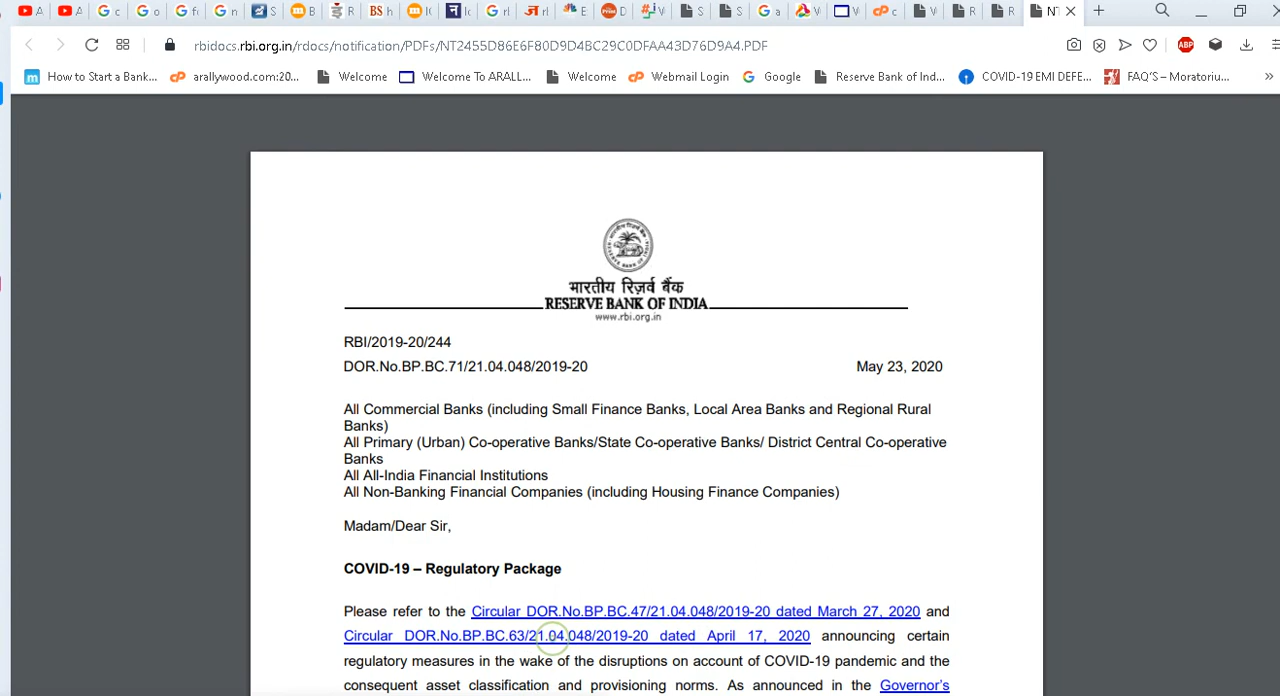 rbidocs.rbi.org.in/rdocs/notification/PDFs/NT2455D86E6F80D9D4BC29C0DFAA43D76D9A4.PDF
ABP
How to Start a Bank... arallywood.com:20... Welcome Welcome To ARALL... Welcome Webmail Login Google Reserve Bank of Ind... COVID-19 EMI DEFE... FAQ'S – Moratoriu... »
भारतीय रिज़र्व बैंक
RESERVE BANK OF INDIA
www.rbi.org.in
RBI/2019-20/244
DOR.No.BP.BC.71/21.04.048/2019-20 May 23, 2020
All Commercial Banks (including Small Finance Banks, Local Area Banks and Regional Rural
Banks)
All Primary (Urban) Co-operative Banks/State Co-operative Banks/ District Central Co-operative
Banks
All All-India Financial Institutions
All Non-Banking Financial Companies (including Housing Finance Companies)
Madam/Dear Sir,
COVID-19 – Regulatory Package
Please refer to the Circular DOR.No.BP.BC.47/21.04.048/2019-20 dated March 27, 2020 and
Circular DOR.No.BP.BC.63/21.04.048/2019-20 dated April 17, 2020 announcing certain
regulatory measures in the wake of the disruptions on account of COVID-19 pandemic and the
consequent asset classification and provisioning norms. As announced in the Governor's